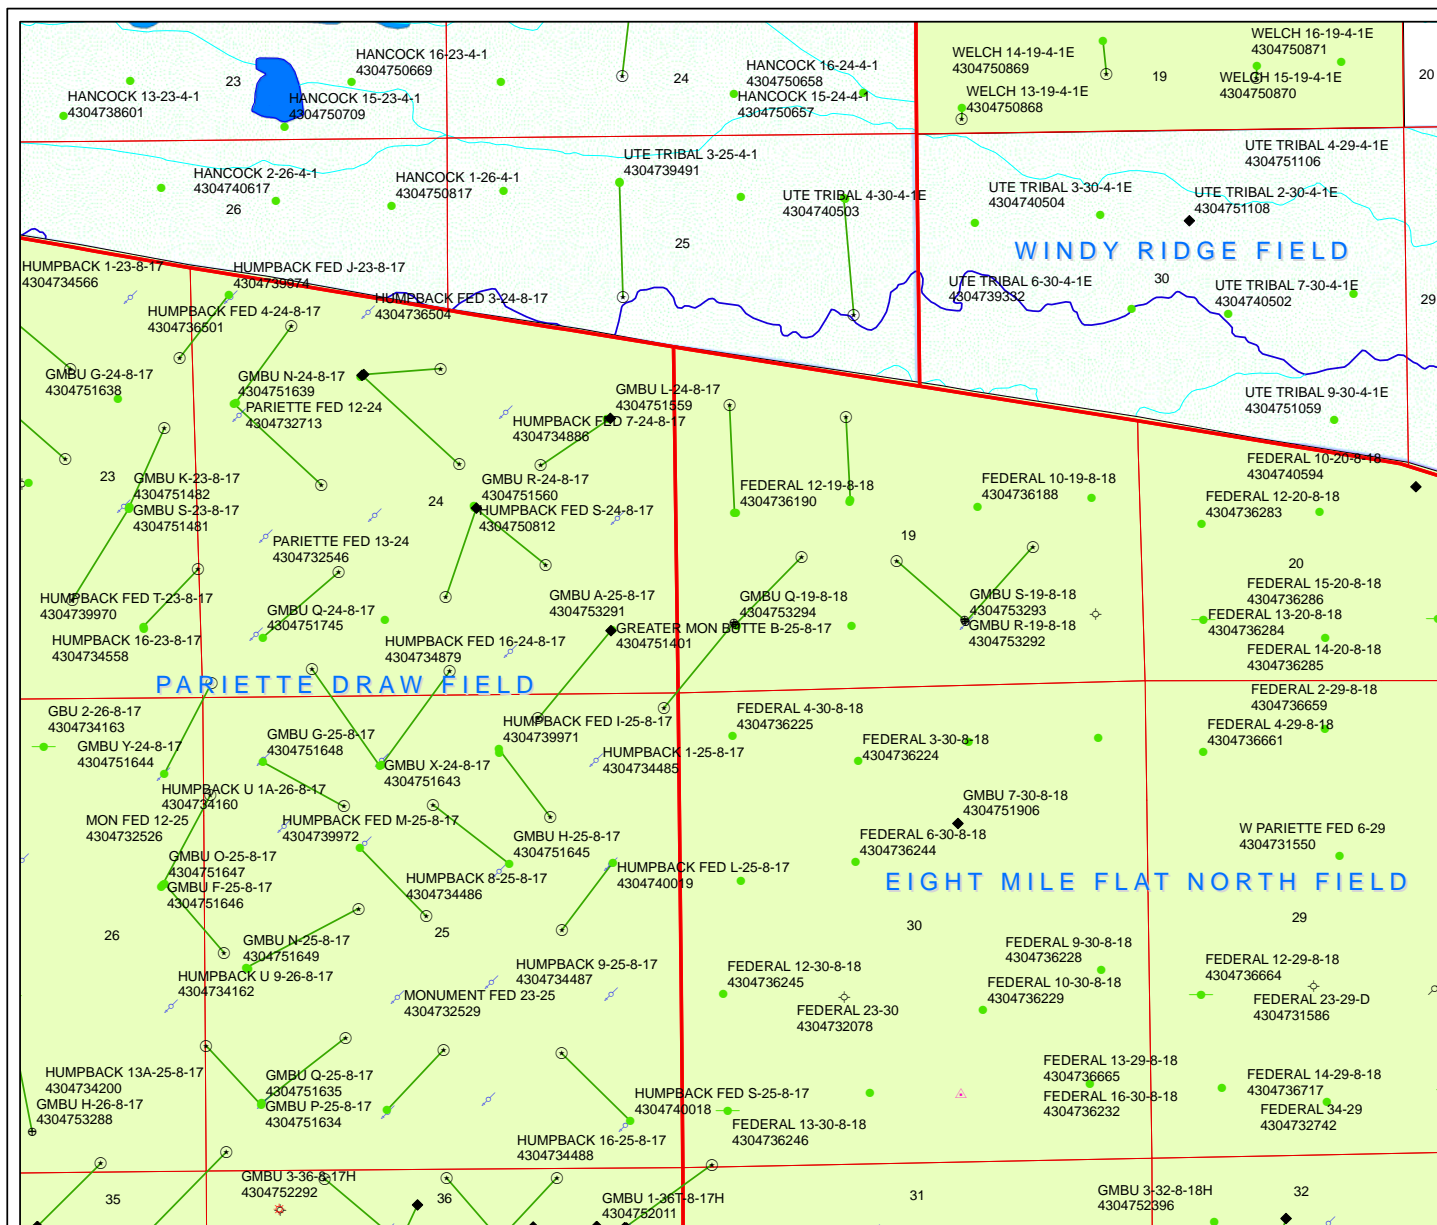 HANCOCK 16-23-4-1
4304750669
23
HANCOCK 13-23-4-1
4304738601
HANCOCK 15-23-4-1
4304750709
24
HANCOCK 16-24-4-1
4304750658
HANCOCK 15-24-4-1
4304750657
WELCH 14-19-4-1E
4304750869
WELCH 13-19-4-1E
4304750868
19
WELCH 16-19-4-1E
4304750871
WELCH 15-19-4-1E
4304750870
20
HANCOCK 2-26-4-1
4304740617
26
HANCOCK 1-26-4-1
4304750817
UTE TRIBAL 3-25-4-1
4304739491
25
UTE TRIBAL 4-30-4-1E
4304740503
UTE TRIBAL 3-30-4-1E
4304740504
UTE TRIBAL 4-29-4-1E
4304751106
UTE TRIBAL 2-30-4-1E
4304751108
WINDY RIDGE FIELD
UTE TRIBAL 6-30-4-1E
4304739332
30
UTE TRIBAL 7-30-4-1E
4304740502
29
HUMPBACK 1-23-8-17
4304734566
HUMPBACK FED J-23-8-17
4304739974
HUMPBACK FED 4-24-8-17
4304736501
HUMPBACK FED 3-24-8-17
4304736504
GMBU G-24-8-17
4304751638
GMBU N-24-8-17
4304751639
PARIETTE FED 12-24
4304732713
GMBU L-24-8-17
4304751559
HUMPBACK FED 7-24-8-17
4304734886
UTE TRIBAL 9-30-4-1E
4304751059
23
GMBU K-23-8-17
4304751482
GMBU S-23-8-17
4304751481
24
GMBU R-24-8-17
4304751560
HUMPBACK FED S-24-8-17
4304750812
FEDERAL 12-19-8-18
4304736190
FEDERAL 10-19-8-18
4304736188
FEDERAL 10-20-8-18
4304740594
FEDERAL 12-20-8-18
4304736283
PARIETTE FED 13-24
4304732546
19
20
HUMPBACK FED T-23-8-17
4304739970
HUMPBACK 16-23-8-17
4304734558
GMBU Q-24-8-17
4304751745
HUMPBACK FED 16-24-8-17
4304734879
GMBU A-25-8-17
4304753291
GREATER MON BUTTE B-25-8-17
4304751401
GMBU Q-19-8-18
4304753294
GMBU S-19-8-18
4304753293
GMBU R-19-8-18
4304753292
FEDERAL 15-20-8-18
4304736286
FEDERAL 13-20-8-18
4304736284
FEDERAL 14-20-8-18
4304736285
PARIETTE DRAW FIELD
GBU 2-26-8-17
4304734163
GMBU Y-24-8-17
4304751644
GMBU G-25-8-17
4304751648
GMBU X-24-8-17
4304751643
HUMPBACK FED I-25-8-17
4304739971
HUMPBACK 1-25-8-17
4304734485
FEDERAL 4-30-8-18
4304736225
FEDERAL 3-30-8-18
4304736224
FEDERAL 2-29-8-18
4304736659
FEDERAL 4-29-8-18
4304736661
HUMPBACK U 1A-26-8-17
4304734160
MON FED 12-25
4304732526
HUMPBACK FED M-25-8-17
4304739972
GMBU 7-30-8-18
4304751906
FEDERAL 6-30-8-18
4304736244
W PARIETTE FED 6-29
4304731550
GMBU H-25-8-17
4304751645
GMBU O-25-8-17
4304751647
GMBU F-25-8-17
4304751646
HUMPBACK 8-25-8-17
4304734486
HUMPBACK FED L-25-8-17
4304740019
EIGHT MILE FLAT NORTH FIELD
26
GMBU N-25-8-17
4304751649
25
30
29
HUMPBACK U 9-26-8-17
4304734162
MONUMENT FED 23-25
4304732529
HUMPBACK 9-25-8-17
4304734487
FEDERAL 12-30-8-18
4304736245
FEDERAL 23-30
4304732078
FEDERAL 9-30-8-18
4304736228
FEDERAL 10-30-8-18
4304736229
FEDERAL 12-29-8-18
4304736664
FEDERAL 23-29-D
4304731586
HUMPBACK 13A-25-8-17
4304734200
GMBU H-26-8-17
4304753288
GMBU Q-25-8-17
4304751635
GMBU P-25-8-17
4304751634
HUMPBACK FED S-25-8-17
4304740018
FEDERAL 13-30-8-18
4304736246
FEDERAL 13-29-8-18
4304736665
FEDERAL 16-30-8-18
4304736232
FEDERAL 14-29-8-18
4304736717
FEDERAL 34-29
4304732742
HUMPBACK 16-25-8-17
4304734488
35
GMBU 3-36-8-17H
4304752292
36
GMBU 1-36T-8-17H
4304752011
31
GMBU 3-32-8-18H
4304752396
32